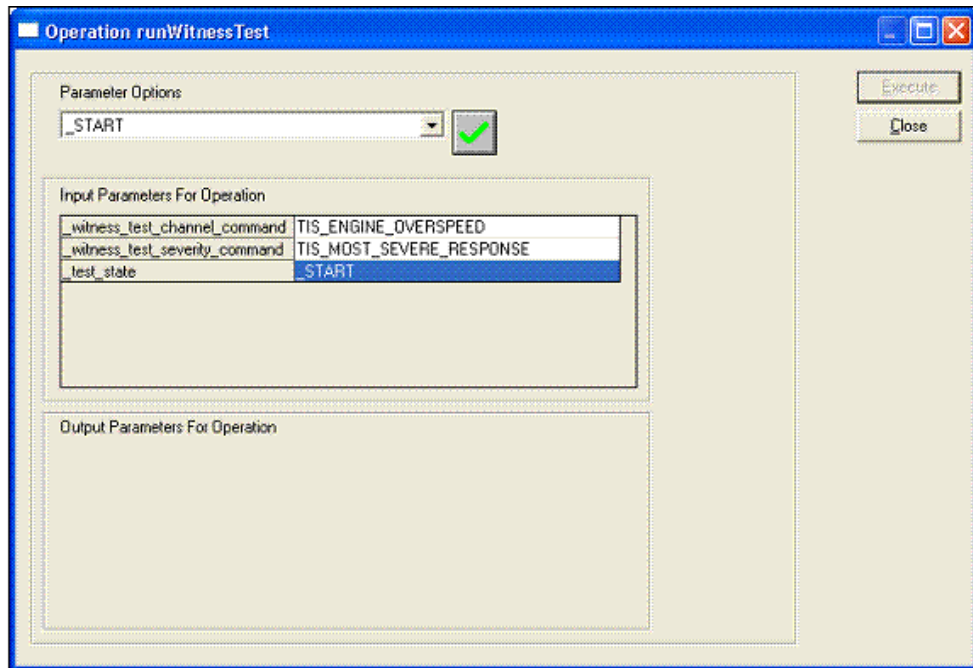 Operation runWitnessTest
Parameter Options
Execute
_START
Close
Input Parameters For Operation
_witness_test_channel_command TIS_ENGINE_OVERSPEED
_witness_test_severity_command TIS_MOST_SEVERE_RESPONSE
_test_state _START
Output Parameters For Operation